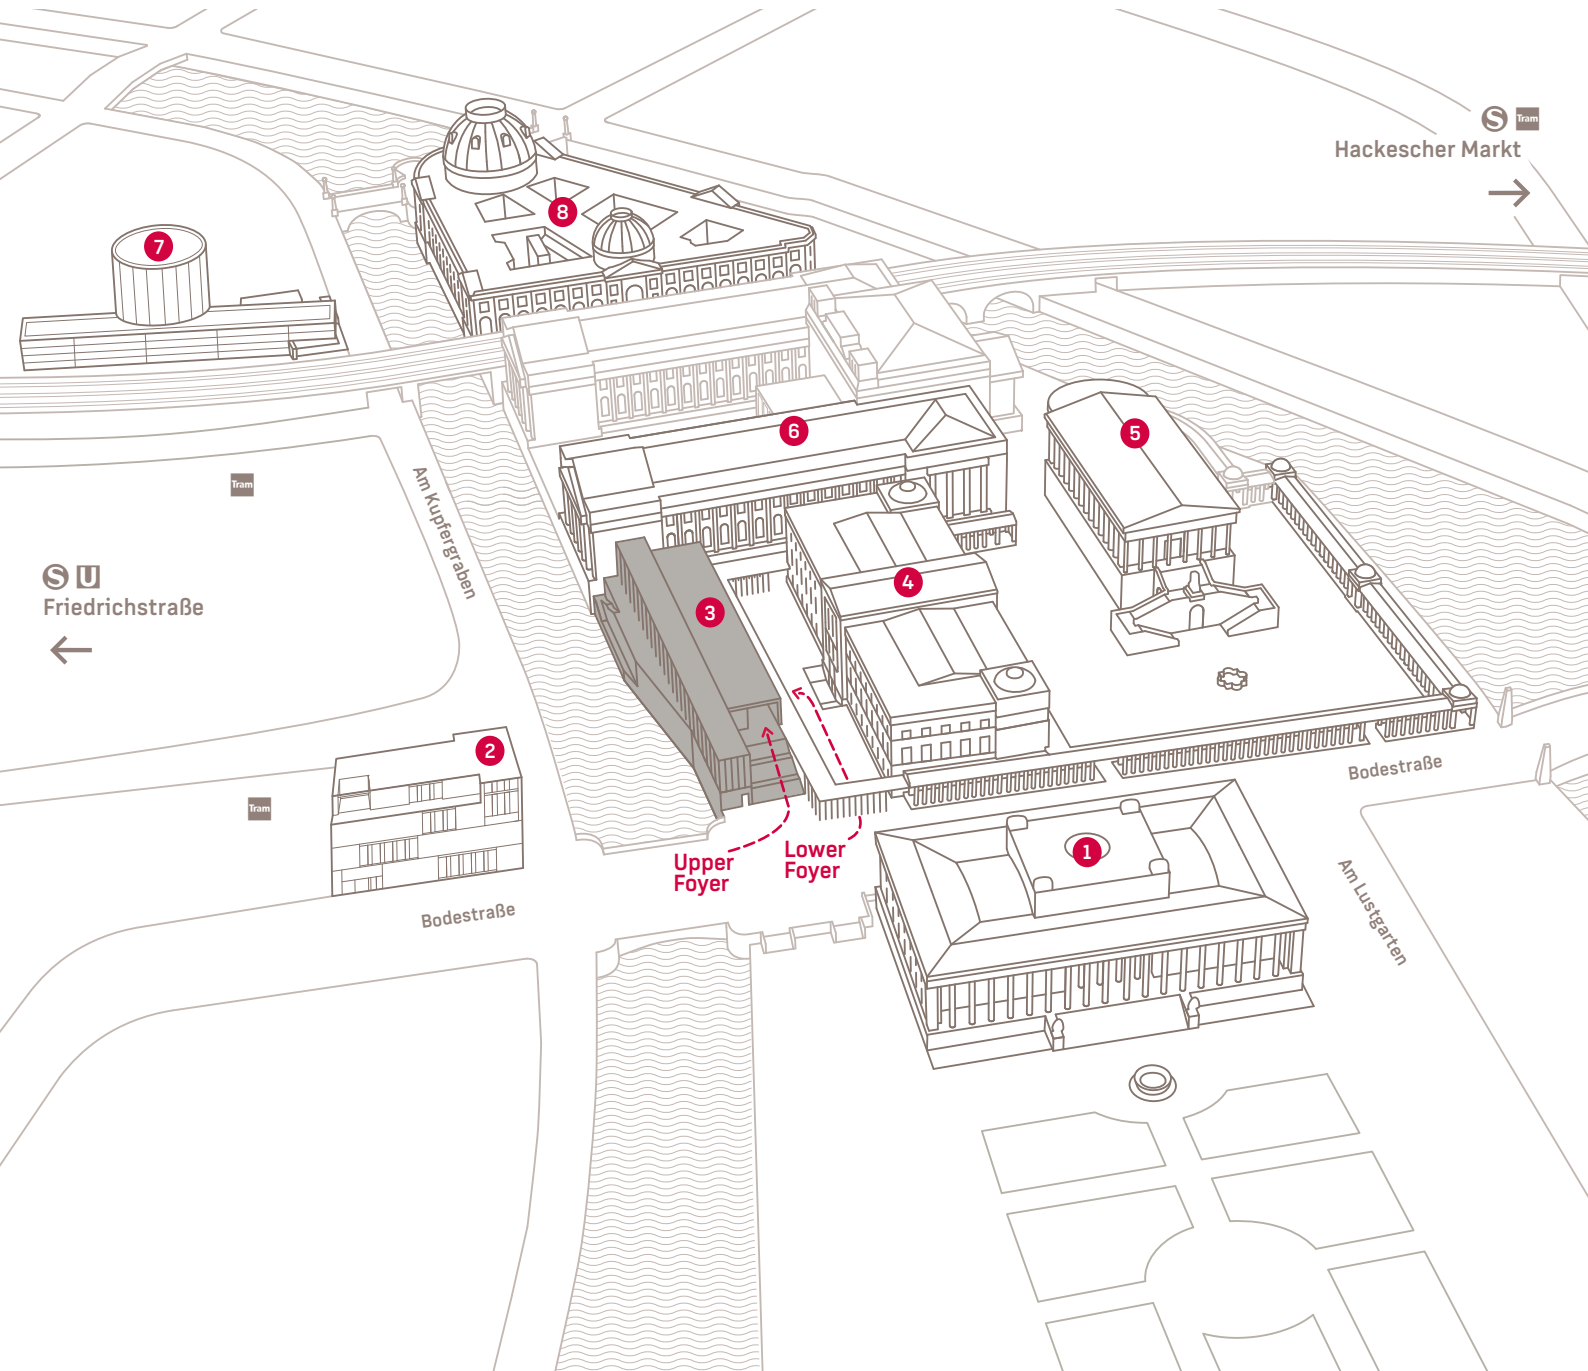 S Tram
Hackescher Markt
8
7
6
5
Tram
Am Kupfergraben
S U
Friedrichstraße
4
3
2
Bodestraße
Tram
Upper
Foyer
Lower
Foyer
1
Am Lustgarten
Bodestraße